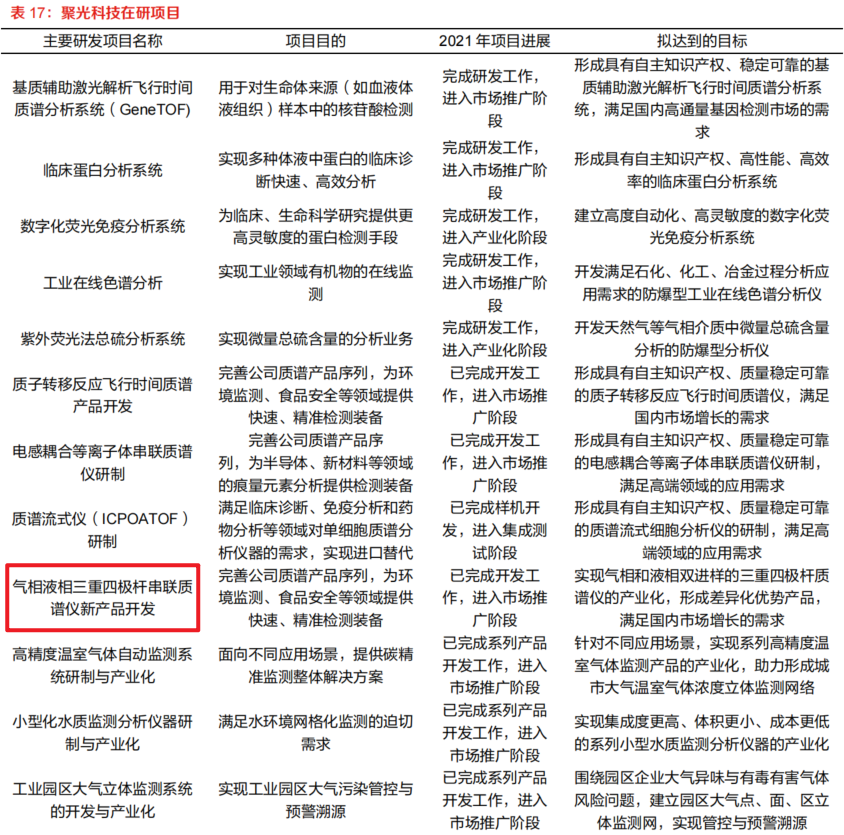 表 17：聚光科技在研项目
主要研发项目名称 项目目的 2021 年项目进展 拟达到的目标
基质辅助激光解析飞行时间
质谱分析系统（GeneTOF)
用于对生命体来源（如血液体
液组织）样本中的核苷酸检测
完成研发工作，
进入市场推广阶
段
形成具有自主知识产权、稳定可靠的基
质辅助激光解析飞行时间质谱分析系
统，满足国内高通量基因检测市场的需
求
临床蛋白分析系统
实现多种体液中蛋白的临床诊
断快速、高效分析
完成研发工作，
进入市场推广阶
段
形成具有自主知识产权、高性能、高效
率的临床蛋白分析系统
数字化荧光免疫分析系统
为临床、生命科学研究提供更
高灵敏度的蛋白检测手段
完成研发工作，
进入产业化阶段
建立高度自动化、高灵敏度的数字化荧
光免疫分析系统
工业在线色谱分析
实现工业领域有机物的在线监
测
完成研发工作，
进入市场推广阶
段
开发满足石化、化工、冶金过程分析应
用需求的防爆型工业在线色谱分析仪
紫外荧光法总硫分析系统
实现微量总硫含量的分析业务
完成研发工作，
进入产业化阶段
开发天然气等气相介质中微量总硫含量
分析的防爆型分析仪
质子转移反应飞行时间质谱
产品开发
完善公司质谱产品序列，为环
境监测、食品安全等领域提供
快速、精准检测装备
已完成开发工
作，进入市场推
广阶段
形成具有自主知识产权、质量稳定可靠
的质子转移反应飞行时间质谱仪，满足
国内市场增长的需求
电感耦合等离子体串联质谱
仪研制
完善公司质谱产品序
列，为半导体、新材料等领域
的痕量元素分析提供检测装备
已完成开发工
作，进入市场推
广阶段
形成具有自主知识产权、质量稳定可靠
的电感耦合等离子体串联质谱仪研制，
满足高端领域的应用需求
质谱流式仪（ICPOATOF）
研制
满足临床诊断、免疫分析和药
物分析等领域对单细胞质谱分
析仪器的需求，实现进口替代
已完成样机开
发，进入集成测
试阶段
形成具有自主知识产权、质量稳定可靠
的质谱流式细胞分析仪的研制，满足高
端领域的应用需求
气相液相三重四极杆串联质
谱仪新产品开发
完善公司质谱产品序列，为环
境监测、食品安全等领域提供
快速、精准检测装备
已完成开发工
作，进入市场推
广阶段
实现气相和液相双进样的三重四极杆质
谱仪的产业化，形成差异化优势产品，
满足国内市场增长的需求
高精度温室气体自动监测系
统研制与产业化
面向不同应用场景，提供碳精
准监测整体解决方案
已完成系列产品
开发工作，进入
市场推广阶段
针对不同应用场景，实现系列高精度温
室气体监测产品的产业化，助力形成城
市大气温室气体浓度立体监测网络
小型化水质监测分析仪器研
制与产业化
满足水环境网格化监测的迫切
需求
已完成系列产品
开发工作，进入
市场推广阶段
实现集成度更高、体积更小、成本更低
的系列小型水质监测分析仪器的产业化
工业园区大气立体监测系统
的开发与产业化
实现工业园区大气污染管控与
预警溯源
已完成系列产品
开发工作，进入
市场推广阶段
围绕园区企业大气异味与有毒有害气体
风险问题，建立园区大气点、面、区立
体监测网，实现管控与预警溯源